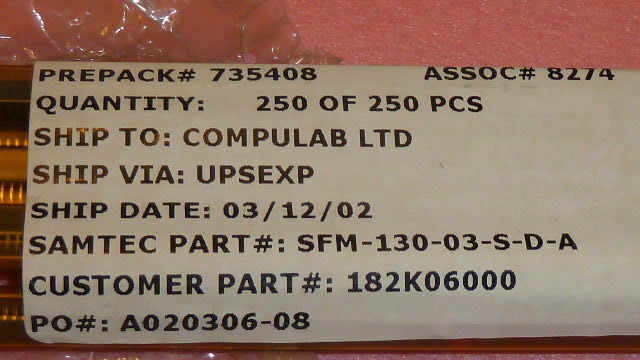 PREPACK# 735408 ASSOC# 8274
QUANTITY: 250 OF 250 PCS
SHIP TO: COMPULAB LTD
SHIP VIA: UPSEXP
SHIP DATE: 03/12/02
SAMTEC PART#: SFM-130-03-S-D-A
CUSTOMER PART#: 182K06000
PO#: A020306-08